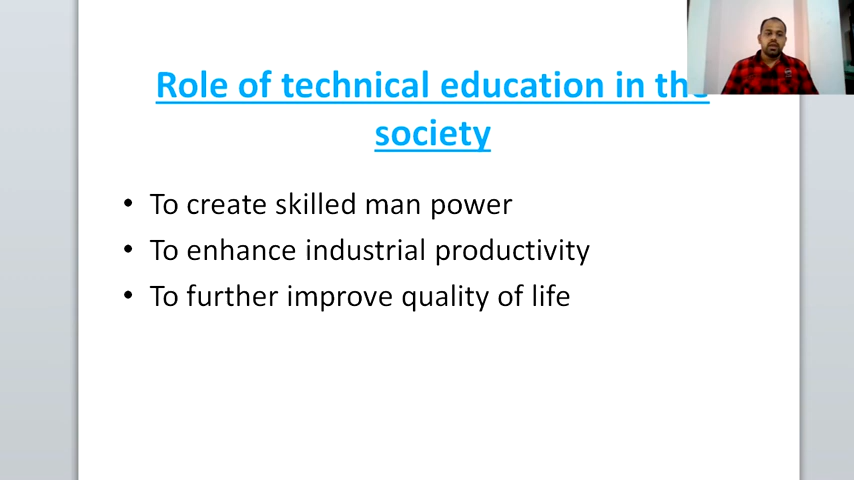 Role of technical education in the
society
• To create skilled man power
• To enhance industrial productivity
• To further improve quality of life